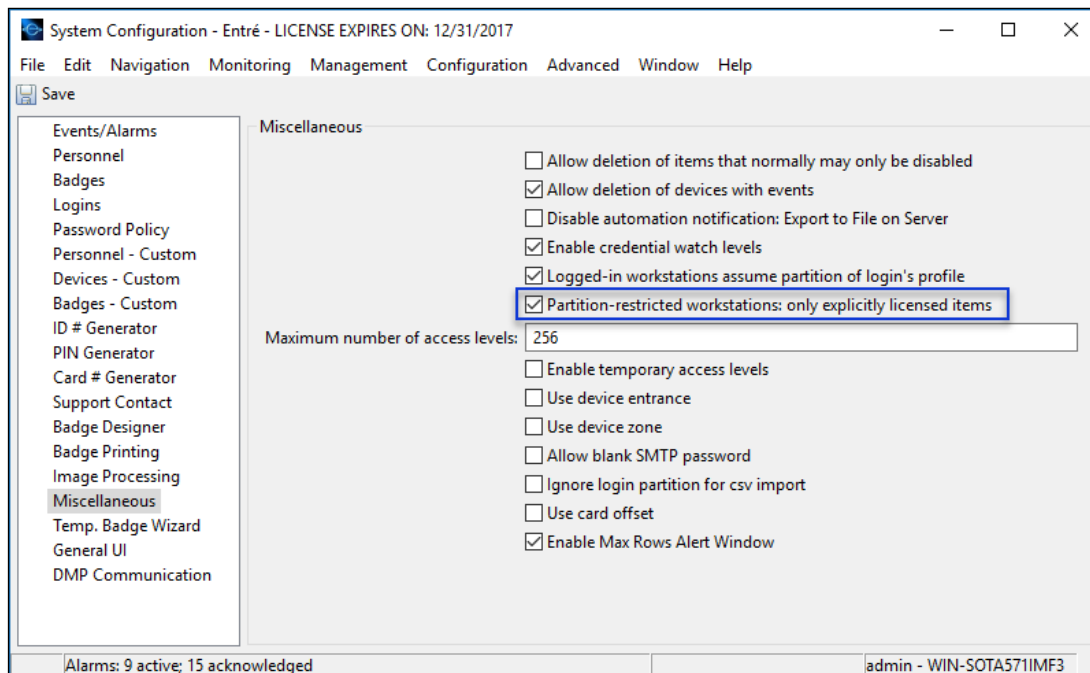 System Configuration - Entré - LICENSE EXPIRES ON: 12/31/2017
File Edit Navigation Monitoring Management Configuration Advanced Window Help
Save
Events/Alarms
Personnel
Badges
Logins
Password Policy
Personnel - Custom
Devices - Custom
Badges - Custom
ID # Generator
PIN Generator
Card # Generator
Support Contact
Badge Designer
Badge Printing
Image Processing
Miscellaneous
Temp. Badge Wizard
General UI
DMP Communication
Miscellaneous
Allow deletion of items that normally may only be disabled
Allow deletion of devices with events
Disable automation notification: Export to File on Server
Enable credential watch levels
Logged-in workstations assume partition of login's profile
Partition-restricted workstations: only explicitly licensed items
Maximum number of access levels: 256
Enable temporary access levels
Use device entrance
Use device zone
Allow blank SMTP password
Ignore login partition for csv import
Use card offset
Enable Max Rows Alert Window
Alarms: 9 active; 15 acknowledged
admin - WIN-SOTA571IMF3